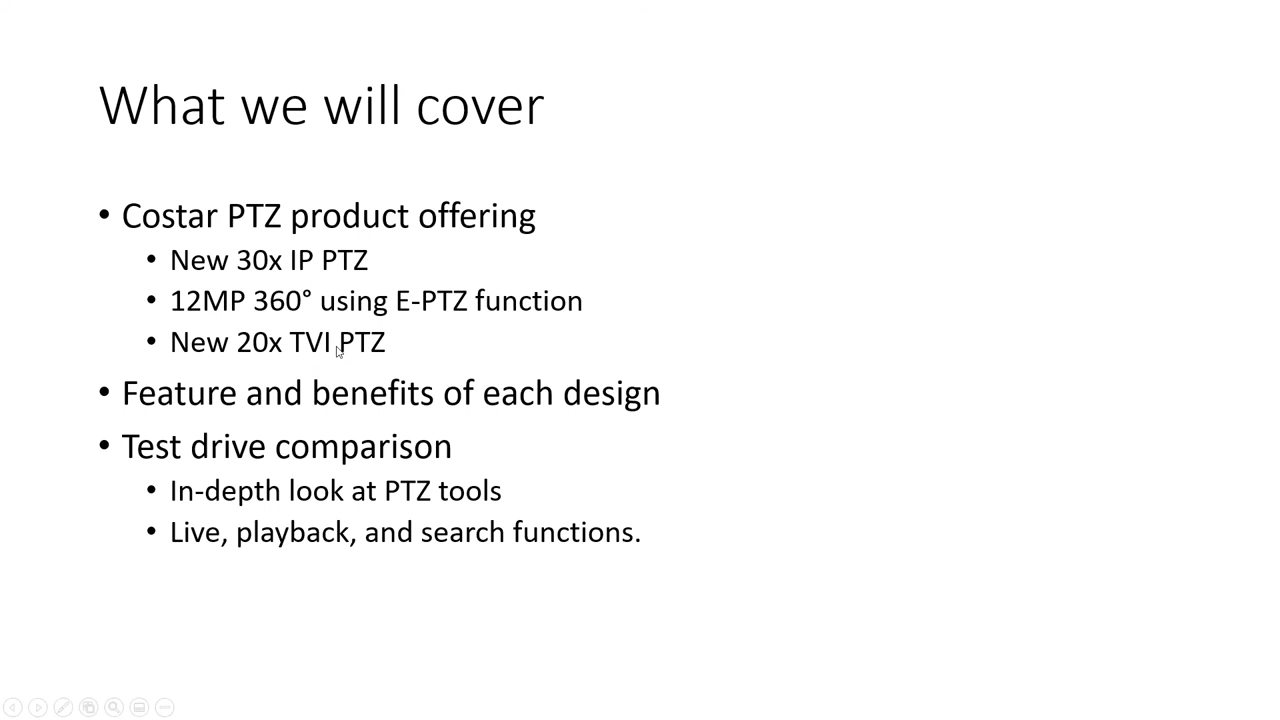 What we will cover
• Costar PTZ product offering
• New 30x IP PTZ
• 12MP 360° using E-PTZ function
• New 20x TVI PTZ
• Feature and benefits of each design
• Test drive comparison
• In-depth look at PTZ tools
• Live, playback, and search functions.